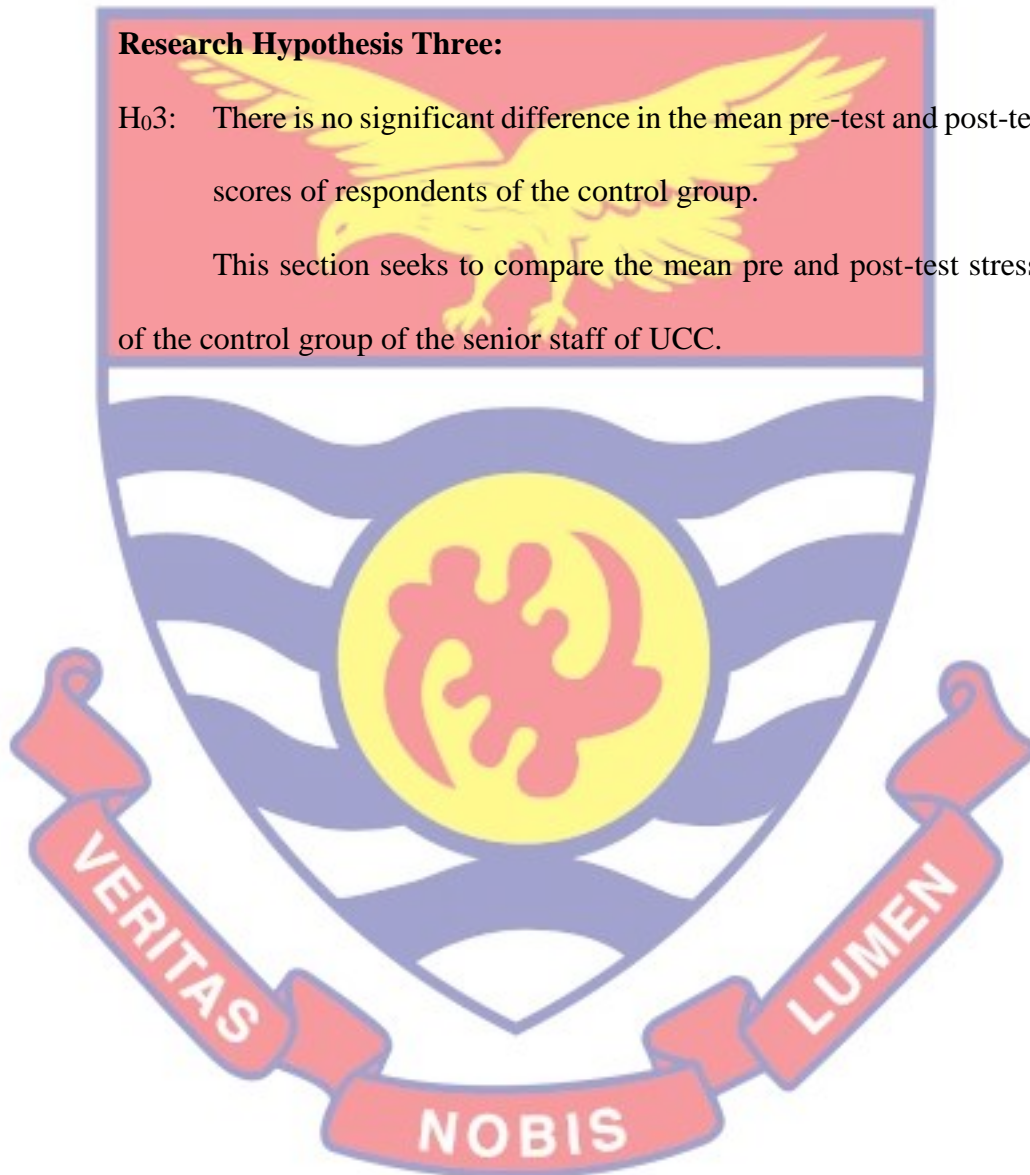 Research Hypothesis Three:
H₀3: There is no significant difference in the mean pre-test and post-te
scores of respondents of the control group.
This section seeks to compare the mean pre and post-test stress
of the control group of the senior staff of UCC.
VERITAS
NOBIS
LUMEN